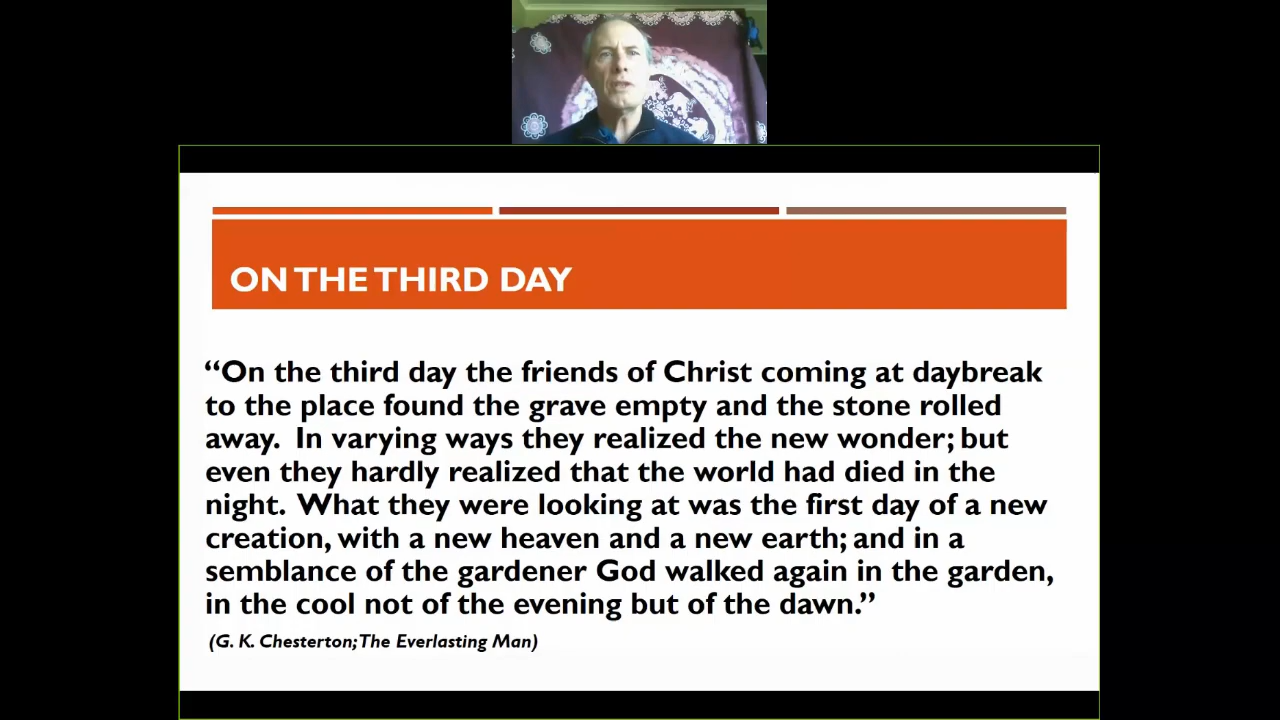 ON THE THIRD DAY
“On the third day the friends of Christ coming at daybreak
to the place found the grave empty and the stone rolled
away.  In varying ways they realized the new wonder; but
even they hardly realized that the world had died in the
night.  What they were looking at was the first day of a new
creation, with a new heaven and a new earth; and in a
semblance of the gardener God walked again in the garden,
in the cool not of the evening but of the dawn.”
(G. K. Chesterton; The Everlasting Man)